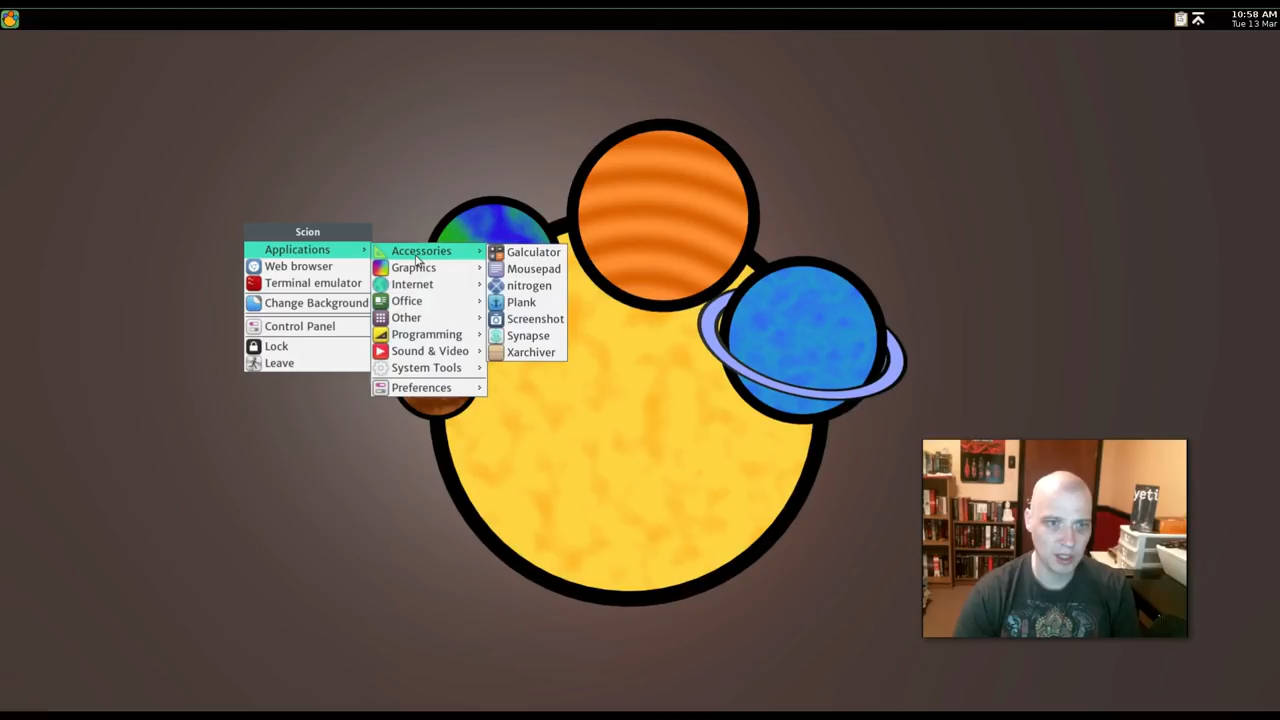 10:58 AM
Tue 13 Mar
Scion
Applications
Web browser
Terminal emulator
Change Background
Control Panel
Lock
Leave
Accessories
Graphics
Internet
Office
Other
Programming
Sound & Video
System Tools
Preferences
Galculator
Mousepad
nitrogen
Plank
Screenshot
Synapse
Xarchiver
yeti